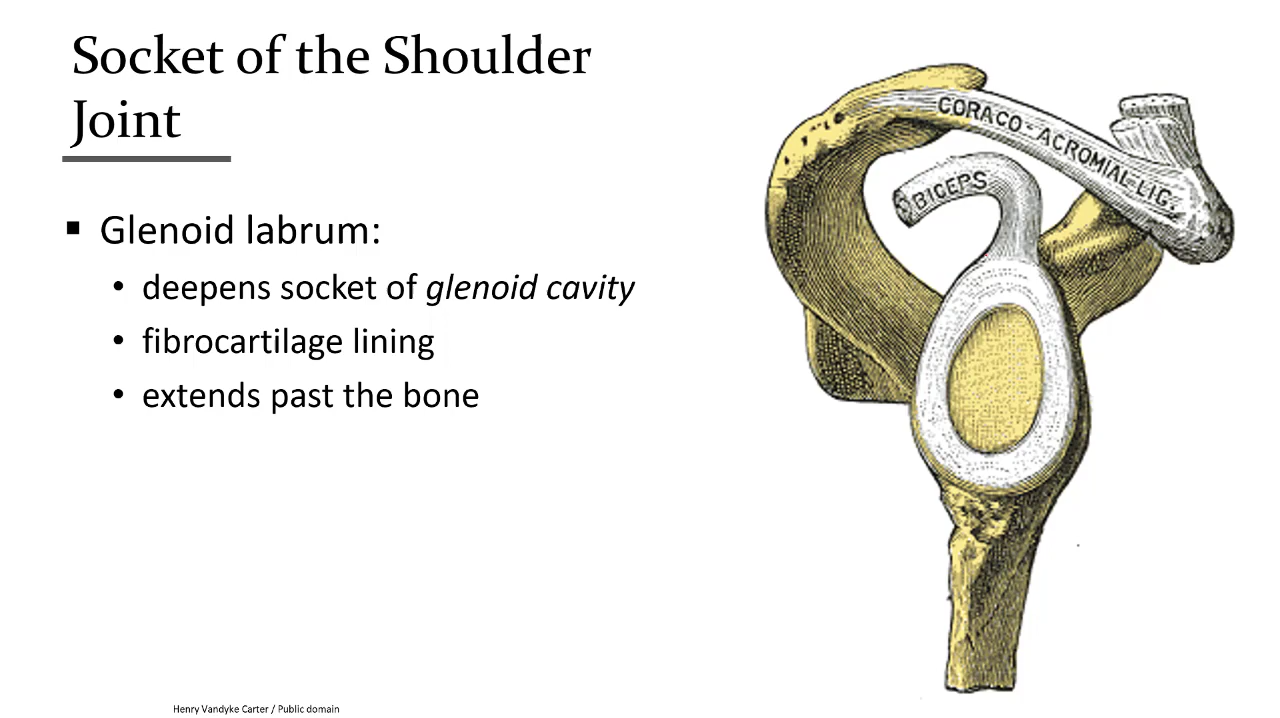 Socket of the Shoulder
Joint
▪ Glenoid labrum:
• deepens socket of glenoid cavity
• fibrocartilage lining
• extends past the bone
CORACO-ACROMIAL-LIG.
BICEPS
Henry Vandyke Carter / Public domain